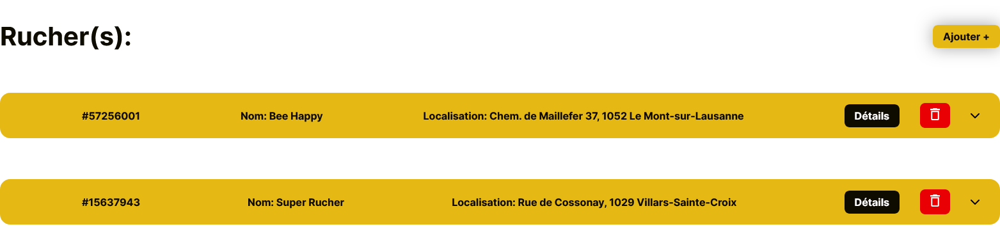 Rucher(s):
Ajouter +
#57256001 Nom: Bee Happy Localisation: Chem. de Maillefer 37, 1052 Le Mont-sur-Lausanne Détails
#15637943 Nom: Super Rucher Localisation: Rue de Cossonay, 1029 Villars-Sainte-Croix Détails